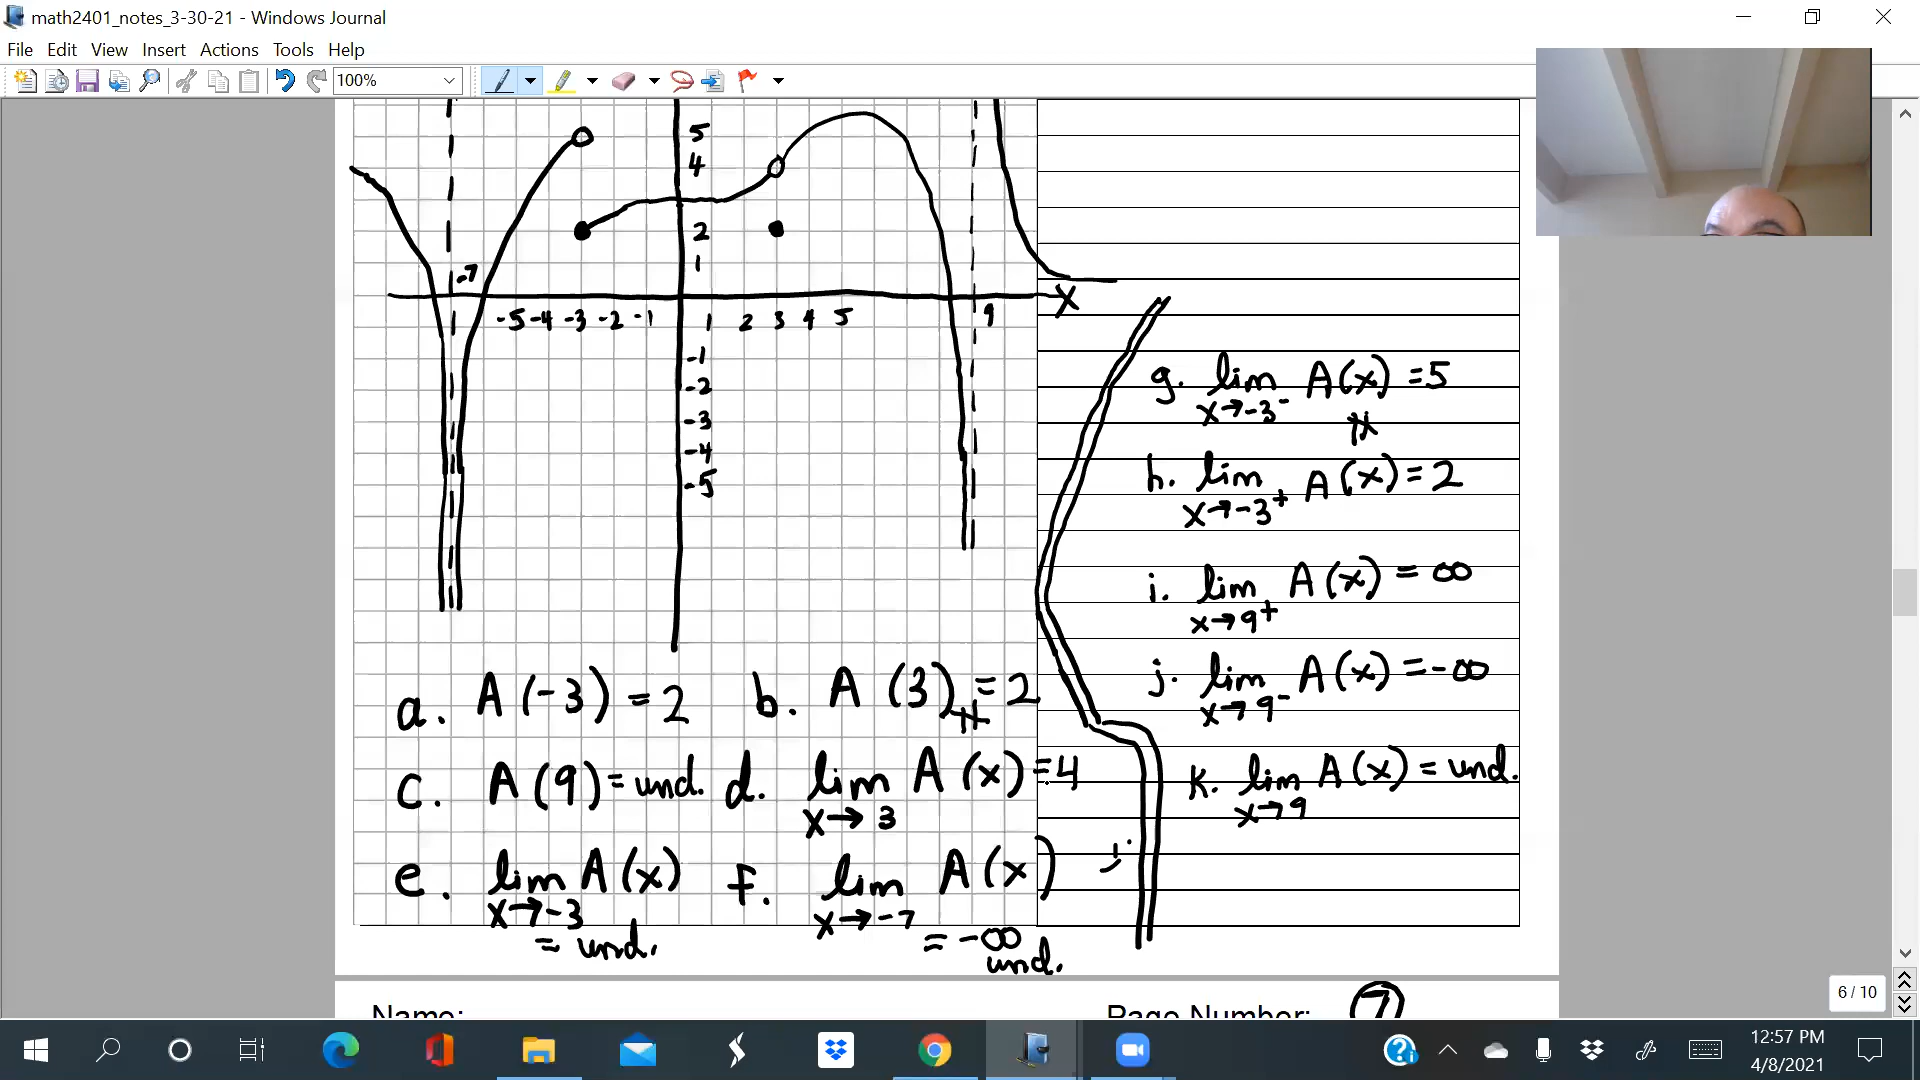 math2401_notes_3-30-21 - Windows Journal
File Edit View Insert Actions Tools Help
100%
5
4
2
1
-7
-5 -4 -3 -2 -1 1 2 3 4 5 9 X
-1
-2
-3
-4
-5
a. A(-3) = 2 b. A(3) = 2
c. A(9) = und. d. lim A(x) = 4
x→3
e. lim A(x) f. lim A(x)
x→-3 x→-7
= und. = -∞
und.
g. lim A(x) = 5
x→-3⁻
h. lim A(x) = 2
x→-3⁺
i. lim A(x) = ∞
x→9⁺
j. lim A(x) = -∞
x→9⁻
k. lim A(x) = und.
x→9
Name: Page Number: 7
6 / 10
12:57 PM
4/8/2021